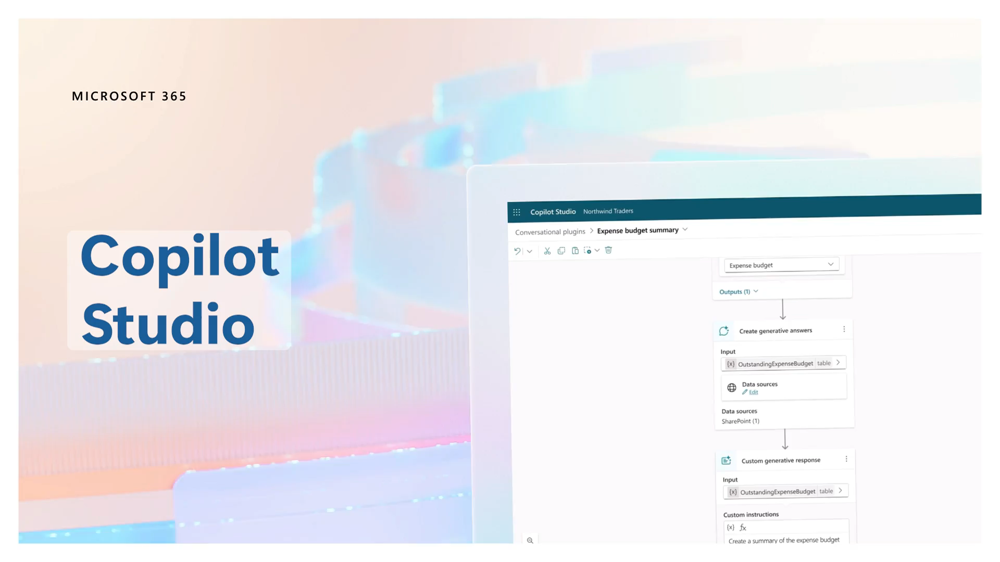 MICROSOFT 365
Copilot
Studio
Copilot Studio Northwind Traders
Conversational plugins > Expense budget summary
Expense budget
Outputs (1)
Create generative answers
Input
{x} OutstandingExpenseBudget table >
Data sources
Edit
Data sources
SharePoint (1)
Custom generative response
Input
{x} OutstandingExpenseBudget table >
Custom instructions
{x} fx
Create a summary of the expense budget